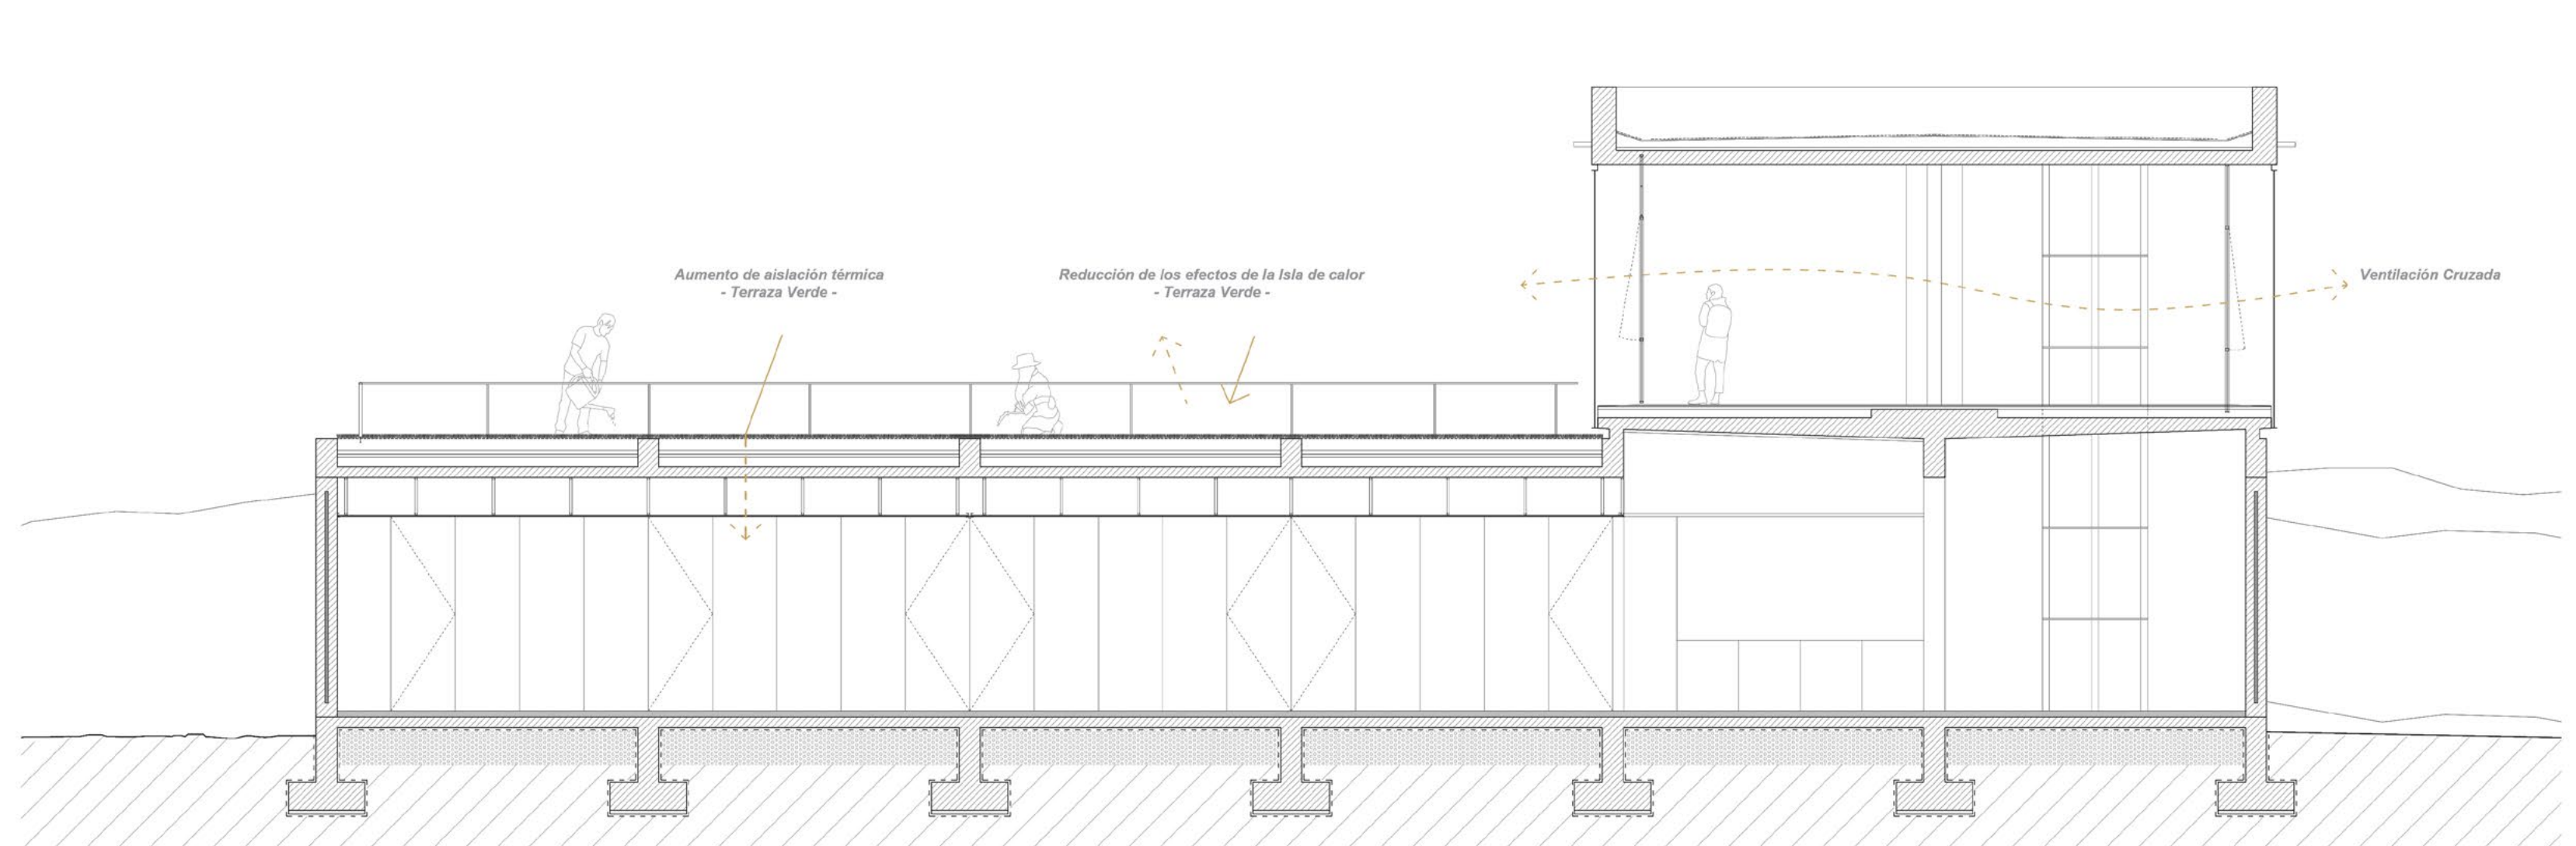 Aumento de aislación térmica
- Terraza Verde -
Reducción de los efectos de la Isla de calor
- Terraza Verde -
Ventilación Cruzada